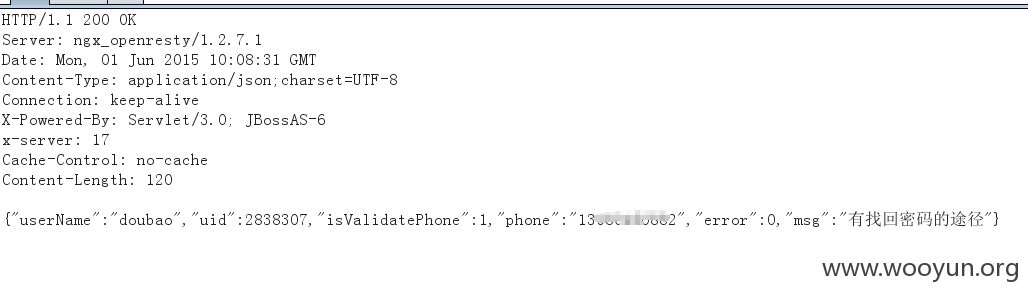 HTTP/1.1 200 OK
Server: ngx_openresty/1.2.7.1
Date: Mon, 01 Jun 2015 10:08:31 GMT
Content-Type: application/json;charset=UTF-8
Connection: keep-alive
X-Powered-By: Servlet/3.0; JBossAS-6
x-server: 17
Cache-Control: no-cache
Content-Length: 120
{"userName":"doubao","uid":2838307,"isValidatePhone":1,"phone":" ","error":0,"msg":"有找回密码的途径"}
www.wooyun.org